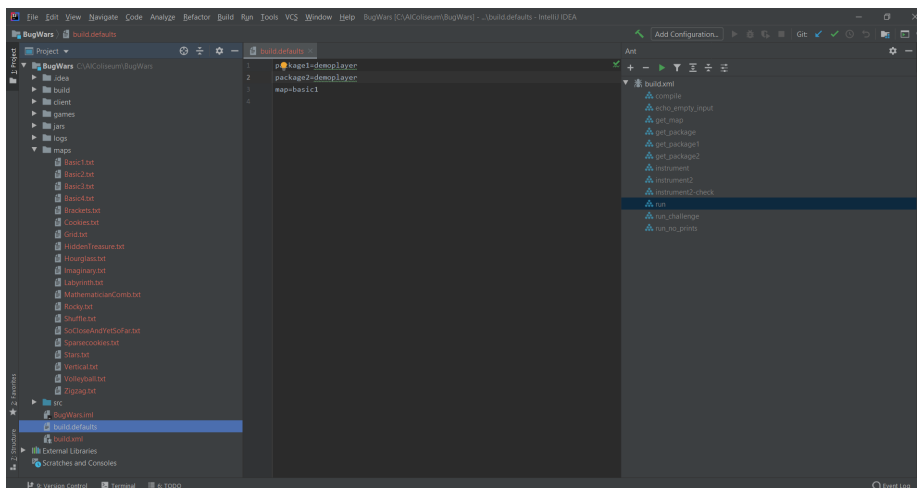 File Edit View Navigate Code Analyze Refactor Build Run Tools VCS Window Help BugWars [C:\AIColiseum\BugWars] - ...\build.defaults - IntelliJ IDEA
BugWars build.defaults
Add Configuration...
Git:
1: Project
Project
build.defaults
Ant
BugWars C:\AIColiseum\BugWars
.idea
build
client
games
jars
logs
maps
Basic1.txt
Basic2.txt
Basic3.txt
Basic4.txt
Brackets.txt
Cookies.txt
Grid.txt
HiddenTreasure.txt
Hourglass.txt
Imaginary.txt
Labyrinth.txt
MathematicianComb.txt
Rocky.txt
Shuffle.txt
SoCloseAndYetSoFar.txt
Sparsecookies.txt
Stars.txt
Vertical.txt
Volleyball.txt
Zigzag.txt
src
BugWars.iml
build.defaults
build.xml
External Libraries
Scratches and Consoles
1 p kage1=demoplayer
2 package2=demoplayer
3 map=basic1
4
build.xml
compile
echo_empty_input
get_map
get_package
get_package1
get_package2
instrument
instrument2
instrument2-check
run
run_challenge
run_no_prints
2: Favorites
Z: Structure
9: Version Control Terminal 6: TODO Event Log